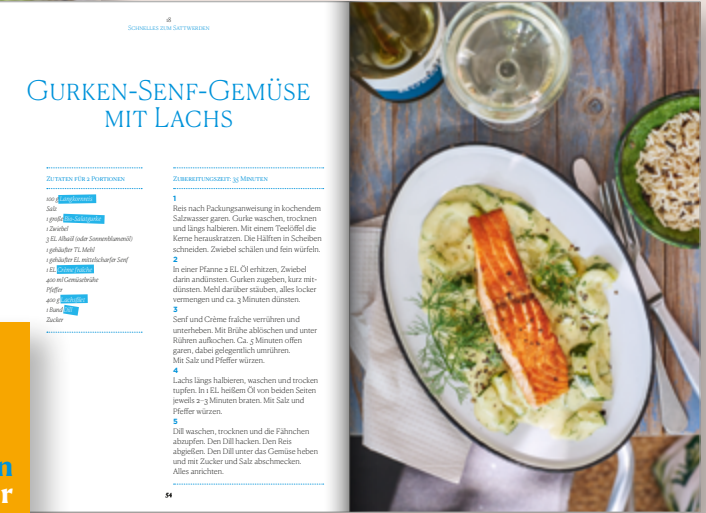 18
Schnelles zum Sattwerden
Gurken-Senf-Gemüse
mit Lachs
Zutaten für 2 Portionen
100 g Langkornreis
Salz
1 große Bio-Salatgurke
1 Zwiebel
3 EL Albaöl (oder Sonnenblumenöl)
1 gehäufter TL Mehl
1 gehäufter EL mittelscharfer Senf
1 EL Crème fraîche
400 ml Gemüsebrühe
Pfeffer
400 g Lachsfilet
1 Bund Dill
Zucker
Zubereitungszeit: 35 Minuten
1
Reis nach Packungsanweisung in kochendem
Salzwasser garen. Gurke waschen, trocknen
und längs halbieren. Mit einem Teelöffel die
Kerne herauskratzen. Die Hälften in Scheiben
schneiden. Zwiebel schälen und fein würfeln.
2
In einer Pfanne 2 EL Öl erhitzen, Zwiebel
darin andünsten. Gurken zugeben, kurz mit-
dünsten. Mehl darüber stäuben, alles locker
vermengen und ca. 3 Minuten dünsten.
3
Senf und Crème fraîche verrühren und
unterheben. Mit Brühe ablöschen und unter
Rühren aufkochen. Ca. 5 Minuten offen
garen, dabei gelegentlich umrühren.
Mit Salz und Pfeffer würzen.
4
Lachs längs halbieren, waschen und trocken
tupfen. In 1 EL heißem Öl von beiden Seiten
jeweils 2–3 Minuten braten. Mit Salz und
Pfeffer würzen.
5
Dill waschen, trocknen und die Fähnchen
abzupfen. Den Dill hacken. Den Reis
abgießen. Den Dill unter das Gemüse heben
und mit Zucker und Salz abschmecken.
Alles anrichten.
54
n
r